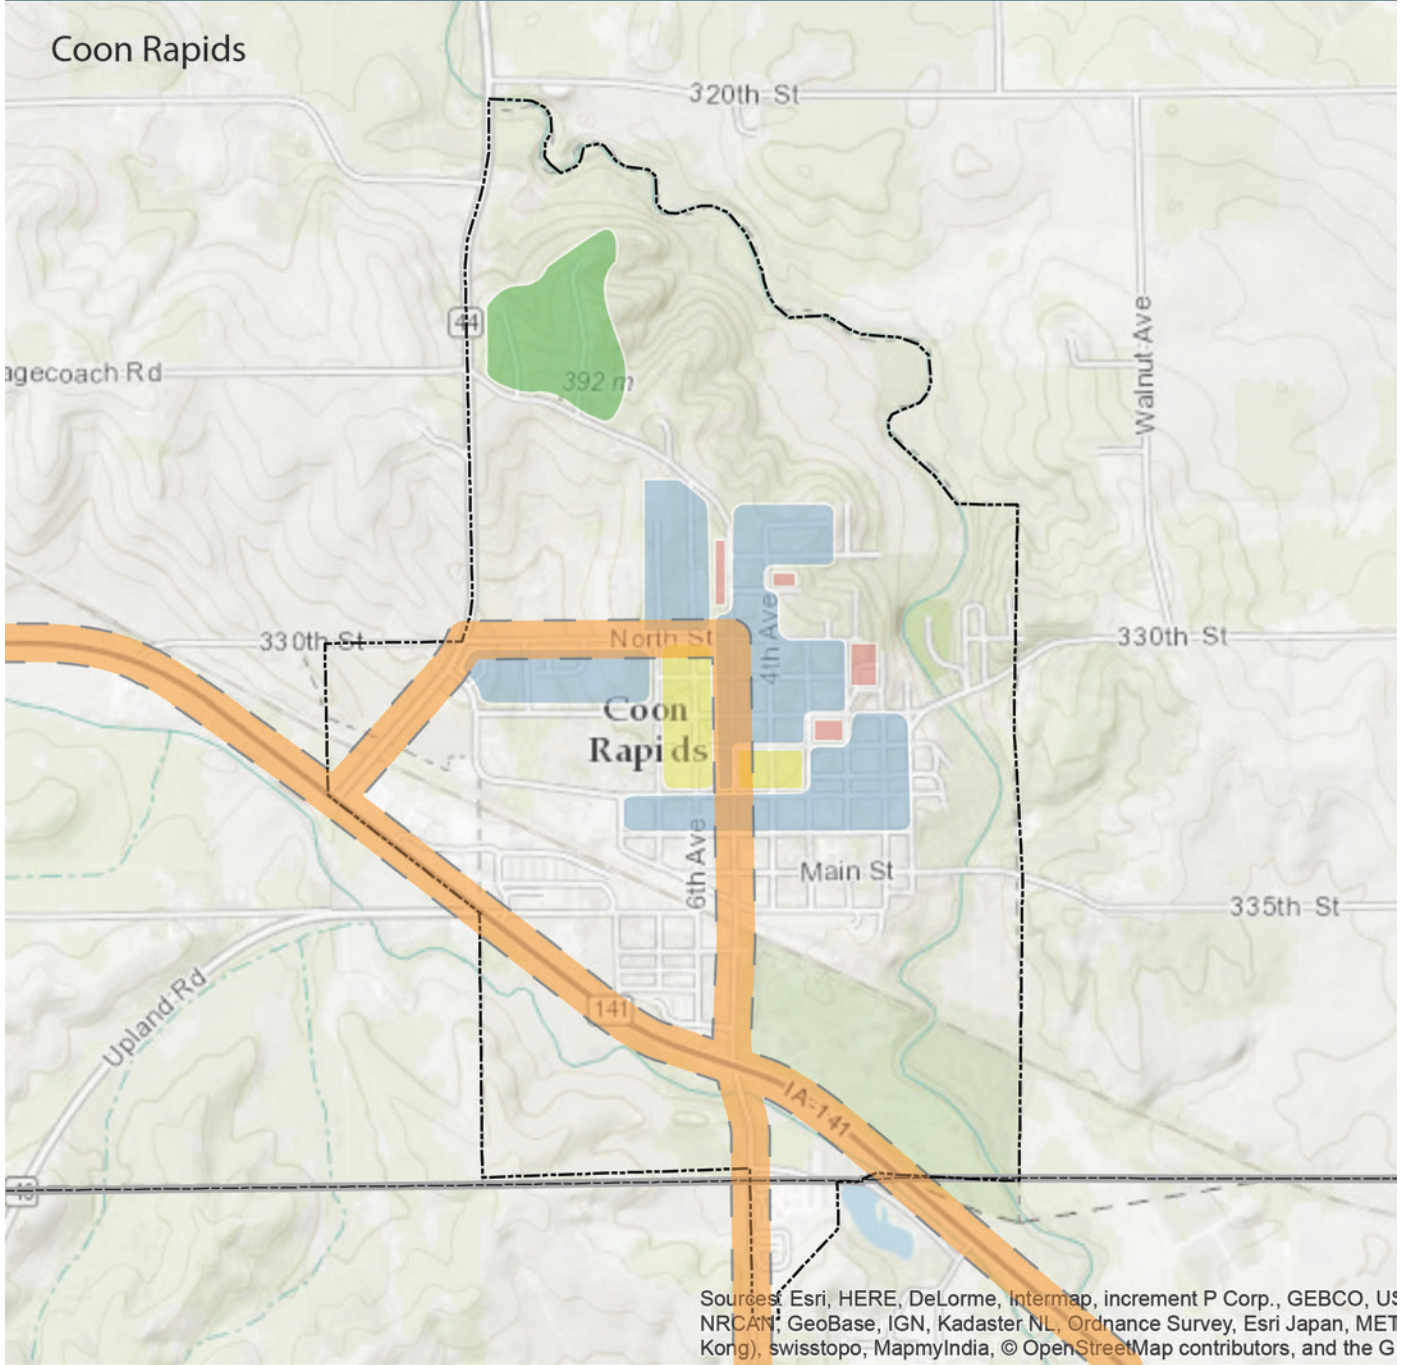 Coon Rapids
320th St
44
agecoach Rd
392 m
Walnut Ave
330th St
North St
4th Ave
330th St
Coon
Rapids
6th Ave
Main St
335th St
141
Upland Rd
IA-141
Sources: Esri, HERE, DeLorme, Intermap, increment P Corp., GEBCO, US
NRCAN, GeoBase, IGN, Kadaster NL, Ordnance Survey, Esri Japan, MET
Kong), swisstopo, MapmyIndia, © OpenStreetMap contributors, and the G